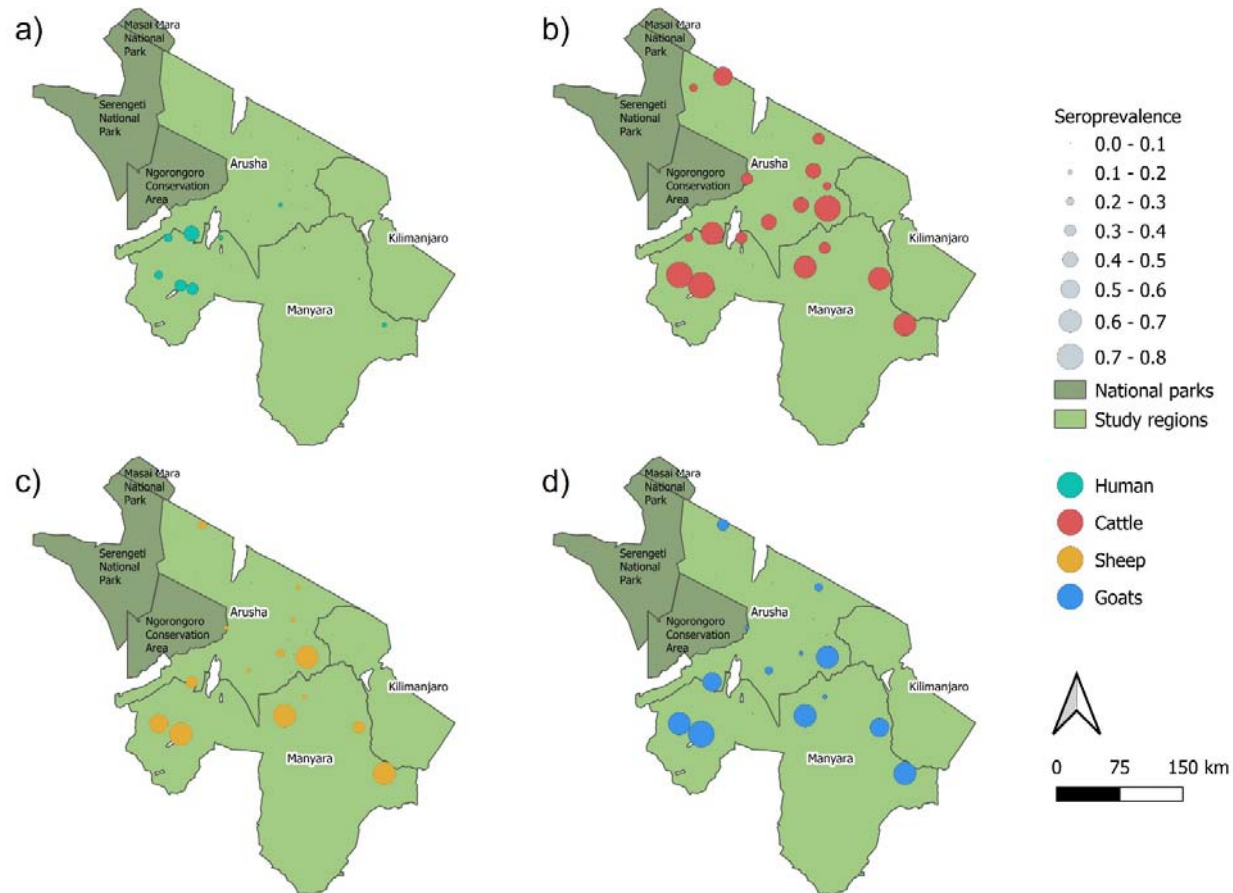 a)
Masai Mara
National
Park
Serengeti
National
Park
Ngorongoro
Conservation
Area
Arusha
Kilimanjaro
Manyara
b)
Masai Mara
National
Park
Serengeti
National
Park
Ngorongoro
Conservation
Area
Arusha
Kilimanjaro
Manyara
Seroprevalence
0.0 - 0.1
0.1 - 0.2
0.2 - 0.3
0.3 - 0.4
0.4 - 0.5
0.5 - 0.6
0.6 - 0.7
0.7 - 0.8
National parks
Study regions
c)
Masai Mara
National
Park
Serengeti
National
Park
Ngorongoro
Conservation
Area
Arusha
Kilimanjaro
Manyara
d)
Masai Mara
National
Park
Serengeti
National
Park
Ngorongoro
Conservation
Area
Arusha
Kilimanjaro
Manyara
Human
Cattle
Sheep
Goats
0 75 150 km